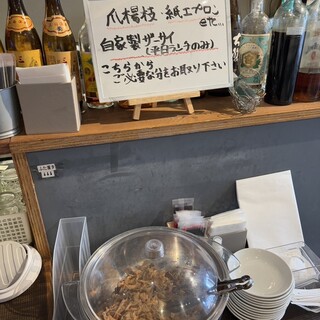 爪楊枝 紙エプロン
etc...
自家製ザーサイ
(平日ランチのみ)
こちらから
ご必要な分をお取り下さい